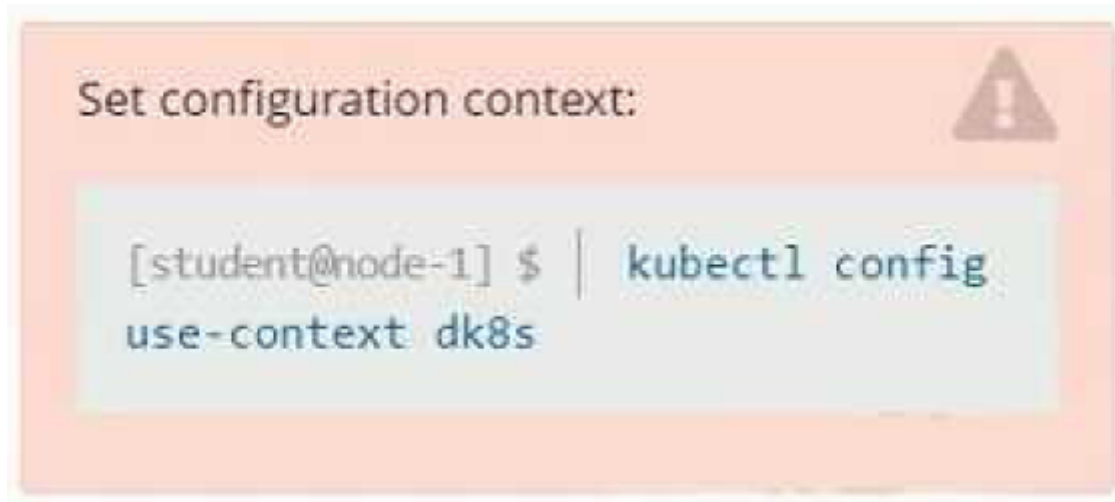 Set configuration context:
[student@node-1] $ | kubectl config
use-context dk8s